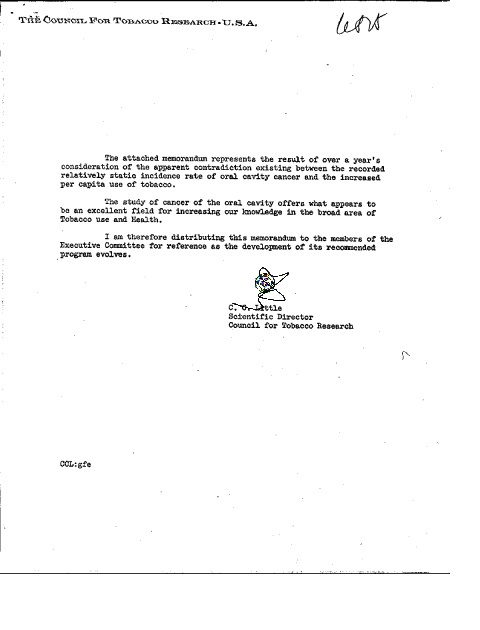 THE COUNCIL FOR TOBACCO RESEARCH - U.S.A.
The attached memorandum represents the result of over a year's
consideration of the apparent contradiction existing between the recorded
relatively static incidence rate of oral cavity cancer and the increased
per capita use of tobacco.
The study of cancer of the oral cavity offers what appears to
be an excellent field for increasing our knowledge in the broad area of
Tobacco use and Health.
I am therefore distributing this memorandum to the members of the
Executive Committee for reference as the development of its recommended
program evolves.
C. C. Little
Scientific Director
Council for Tobacco Research
CCL:gfe